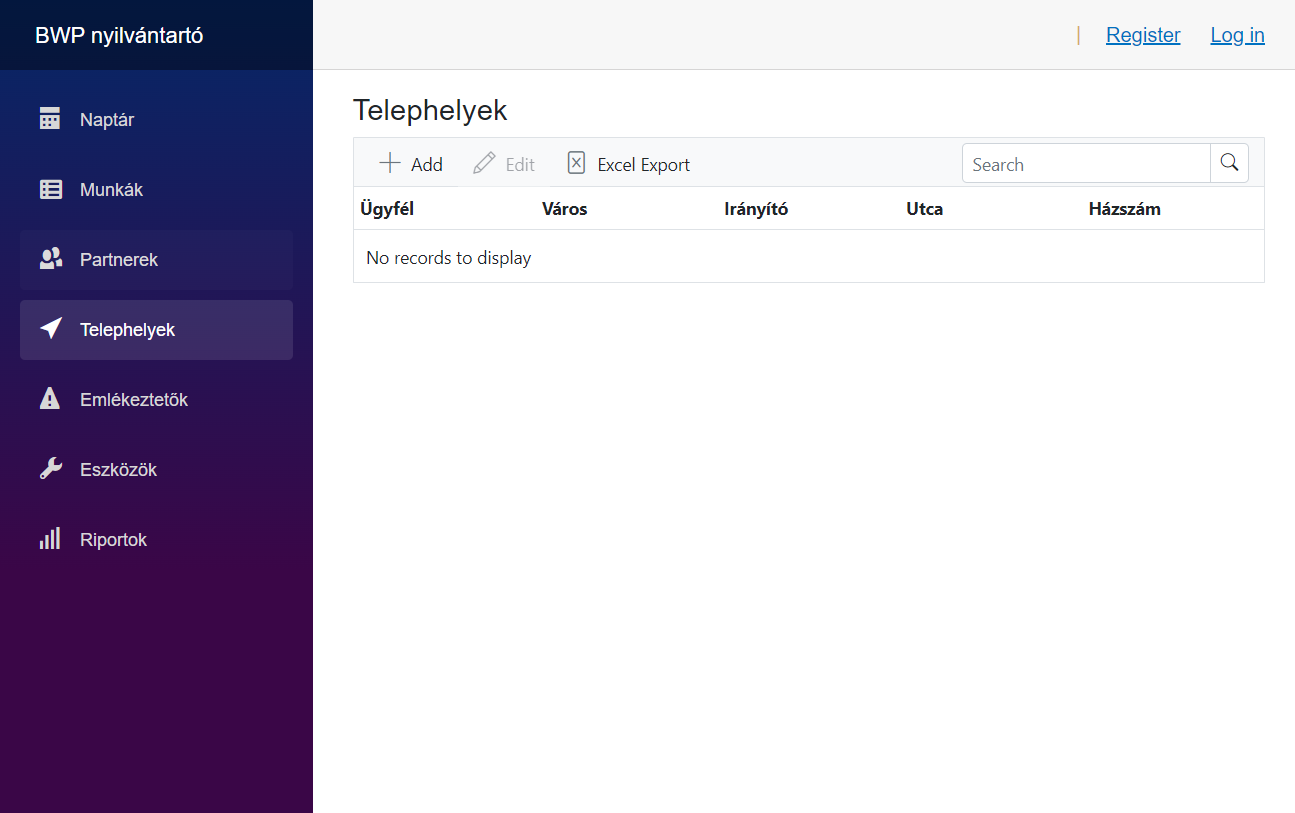 BWP nyilvántartó
| Register Log in
Naptár
Munkák
Partnerek
Telephelyek
Emlékeztetők
Eszközök
Riportok
Telephelyek
Add Edit Excel Export Search
Ügyfél Város Irányító Utca Házszám
No records to display